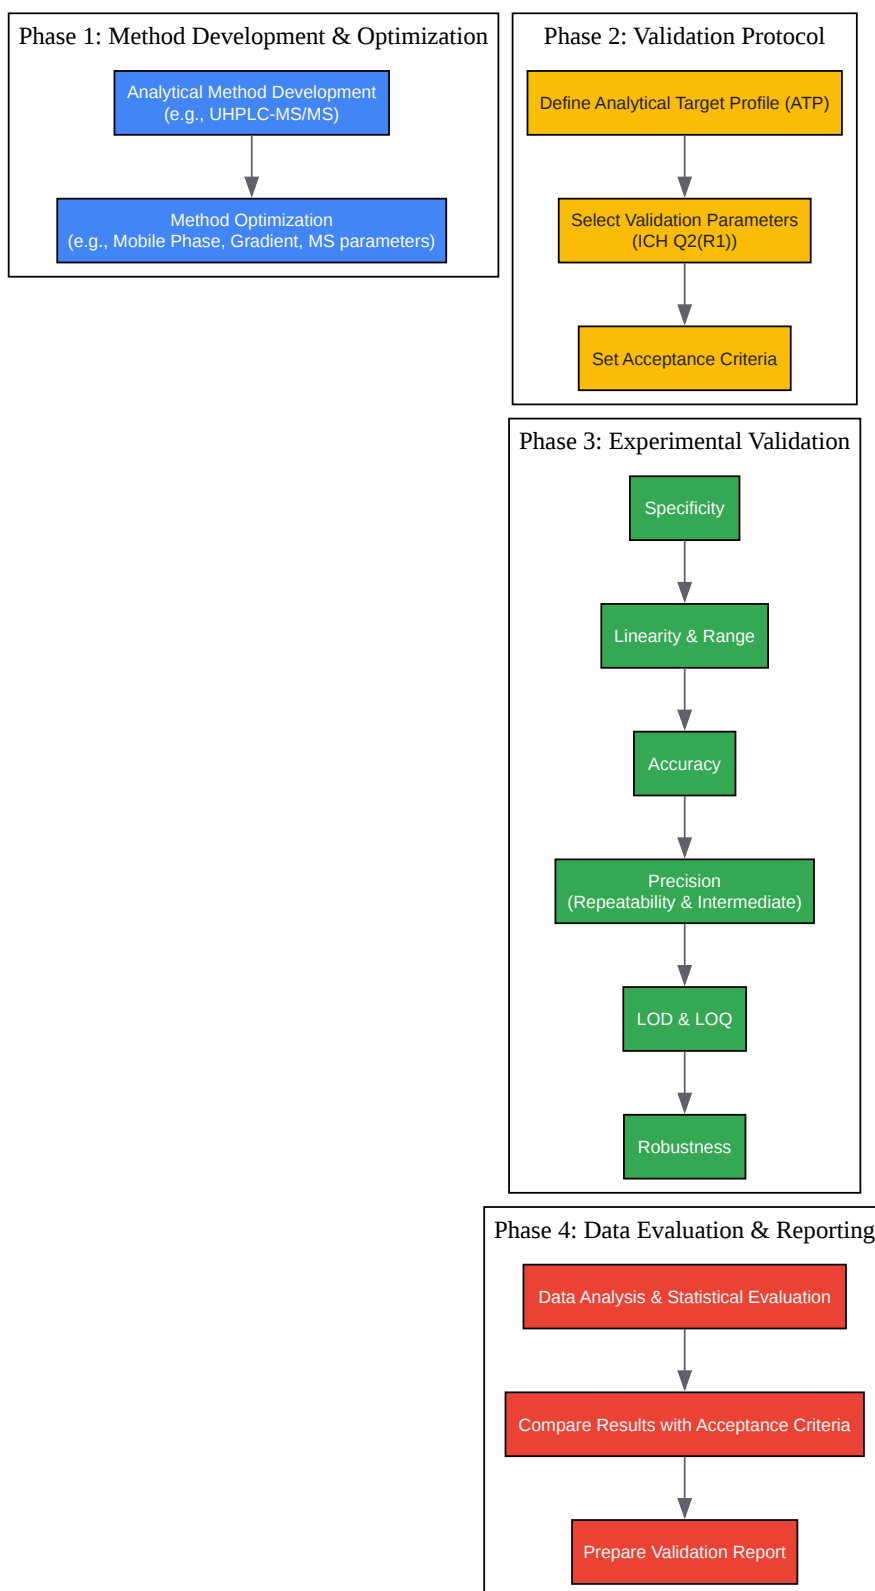 Phase 1: Method Development & Optimization
Analytical Method Development
(e.g., UHPLC-MS/MS)
Method Optimization
(e.g., Mobile Phase, Gradient, MS parameters)
Phase 2: Validation Protocol
Define Analytical Target Profile (ATP)
Select Validation Parameters
(ICH Q2(R1))
Set Acceptance Criteria
Phase 3: Experimental Validation
Specificity
Linearity & Range
Accuracy
Precision
(Repeatability & Intermediate)
LOD & LOQ
Robustness
Phase 4: Data Evaluation & Reporting
Data Analysis & Statistical Evaluation
Compare Results with Acceptance Criteria
Prepare Validation Report